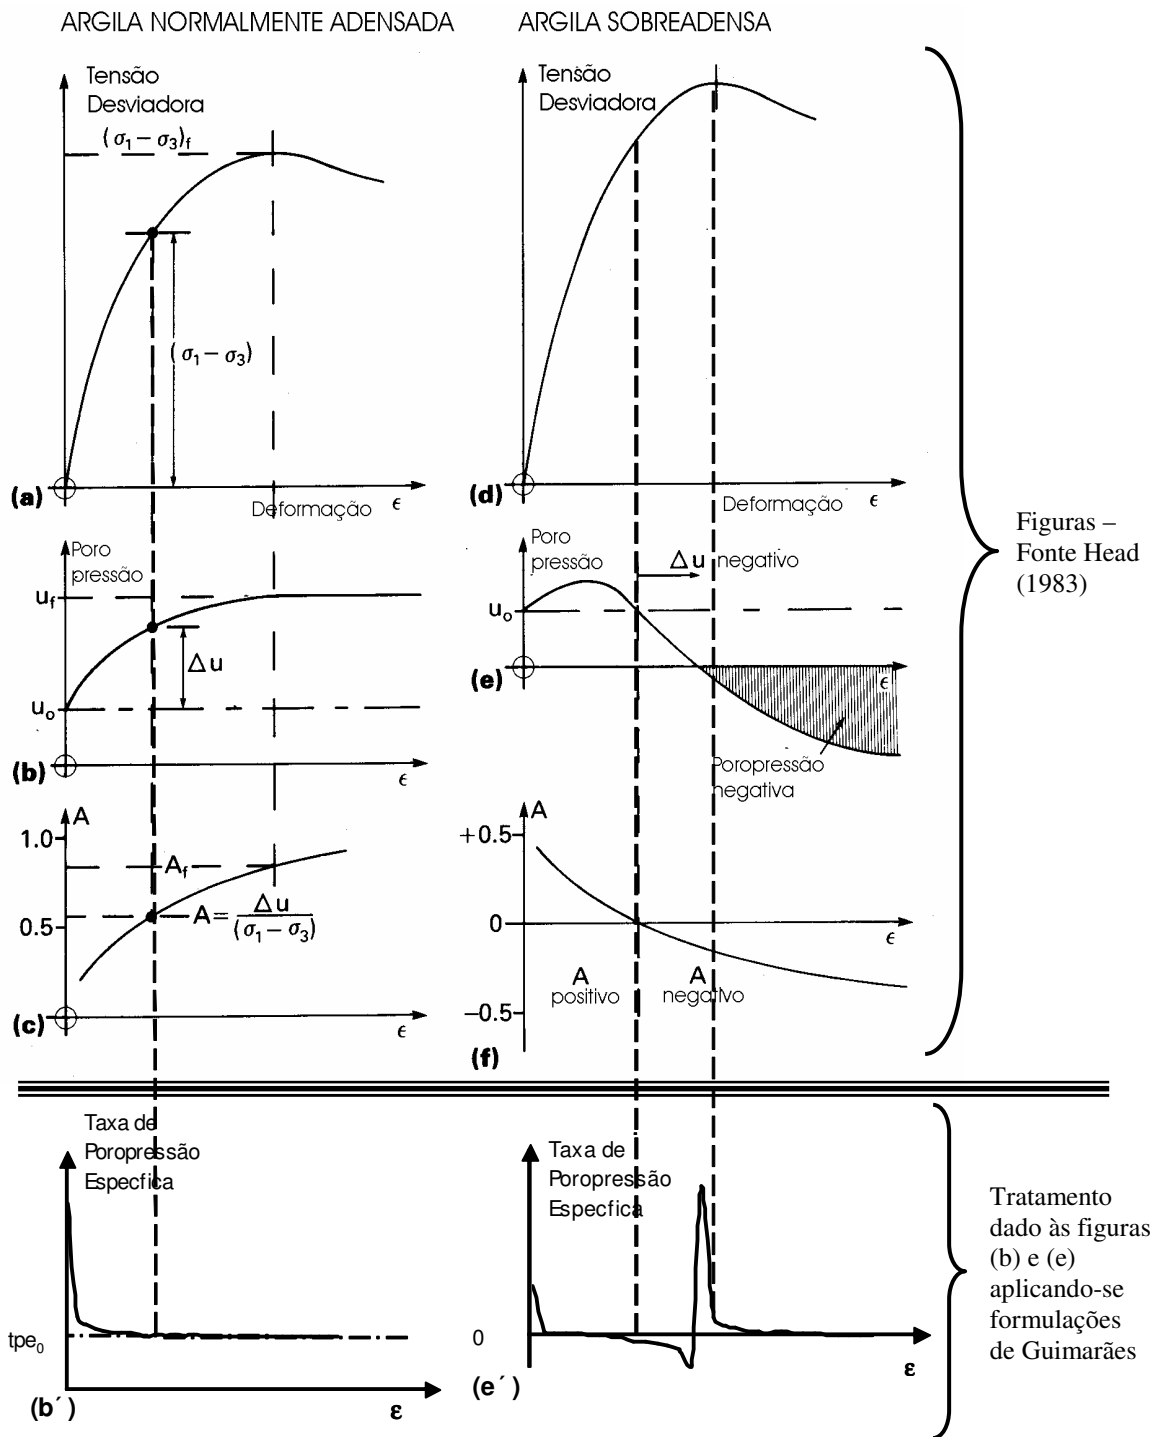 ARGILA NORMALMENTE ADENSADA
ARGILA SOBREADENSA
Tensão
Desviadora
(σ₁ − σ₃)f
(σ₁ − σ₃)
(a)
Deformação ϵ
Poro
pressão
uf
Δu
uₒ
(b)
ϵ
A
1.0
Af
0.5
A = Δu / (σ₁ − σ₃)
(c)
ϵ
Tensão
Desviadora
(d)
Deformação ϵ
Poro
pressão
Δu negativo
uₒ
(e)
ϵ
Poropressão
negativa
A
+0.5
0
ϵ
A
positivo
A
negativo
−0.5
(f)
Figuras –
Fonte Head
(1983)
Taxa de
Poropressão
Especfica
tpe₀
(b´)
ε
Taxa de
Poropressão
Especfica
0
(e´)
ε
Tratamento
dado às figuras
(b) e (e)
aplicando-se
formulações
de Guimarães